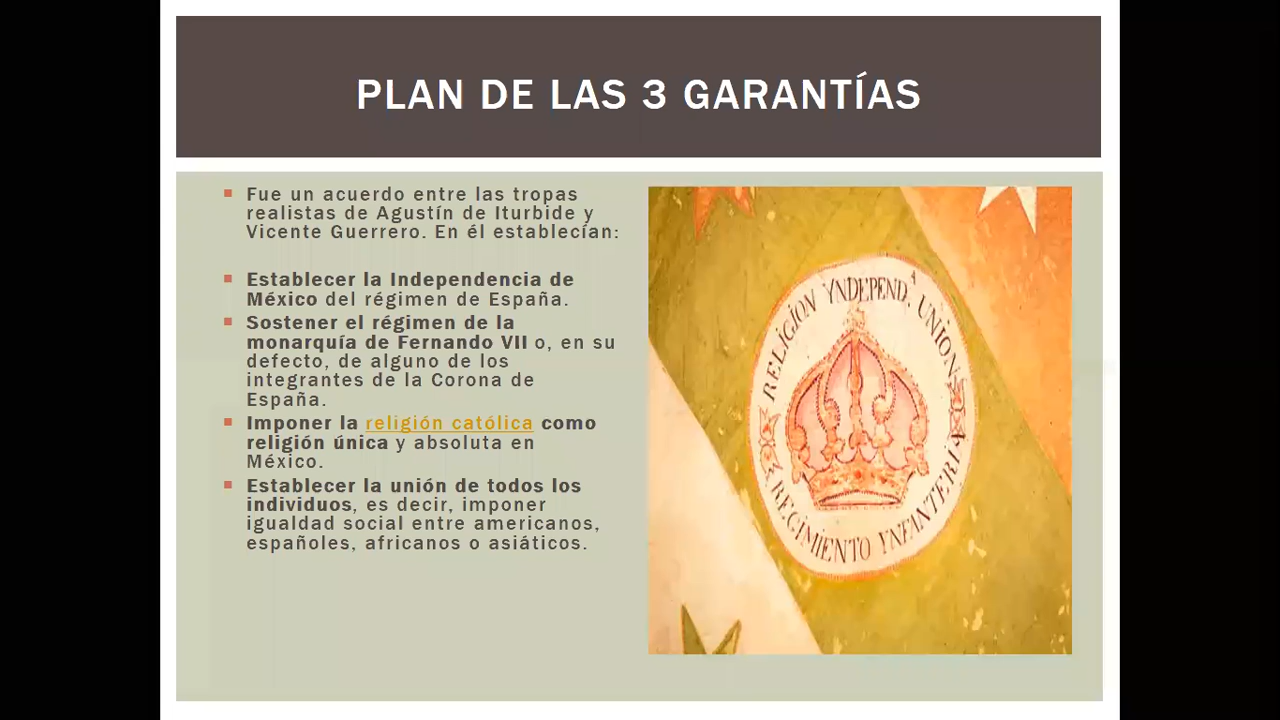 PLAN DE LAS 3 GARANTÍAS
Fue un acuerdo entre las tropas
realistas de Agustín de Iturbide y
Vicente Guerrero. En él establecían:
Establecer la Independencia de
México del régimen de España.
Sostener el régimen de la
monarquía de Fernando VII o, en su
defecto, de alguno de los
integrantes de la Corona de
España.
Imponer la religión católica como
religión única y absoluta en
México.
Establecer la unión de todos los
individuos, es decir, imponer
igualdad social entre americanos,
españoles, africanos o asiáticos.
RELIGION YNDEPEND.A UNION
REGIMIENTO YNFANTERIA